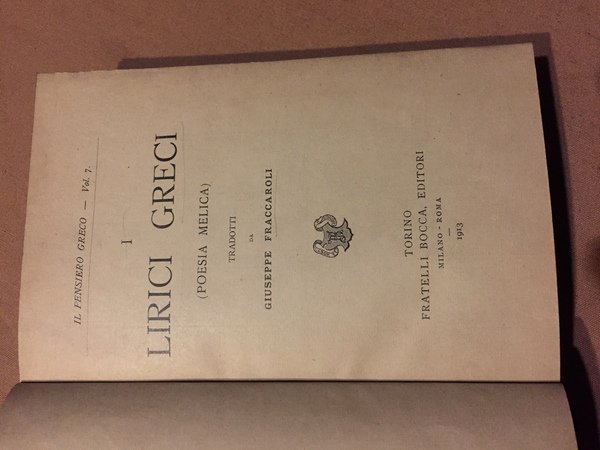 IL PENSIERO GRECO — Vol. 7.
I
LIRICI GRECI
(POESIA MELICA)
TRADOTTI
DA
GIUSEPPE FRACCAROLI
TORINO
FRATELLI BOCCA, EDITORI
MILANO - ROMA
1913